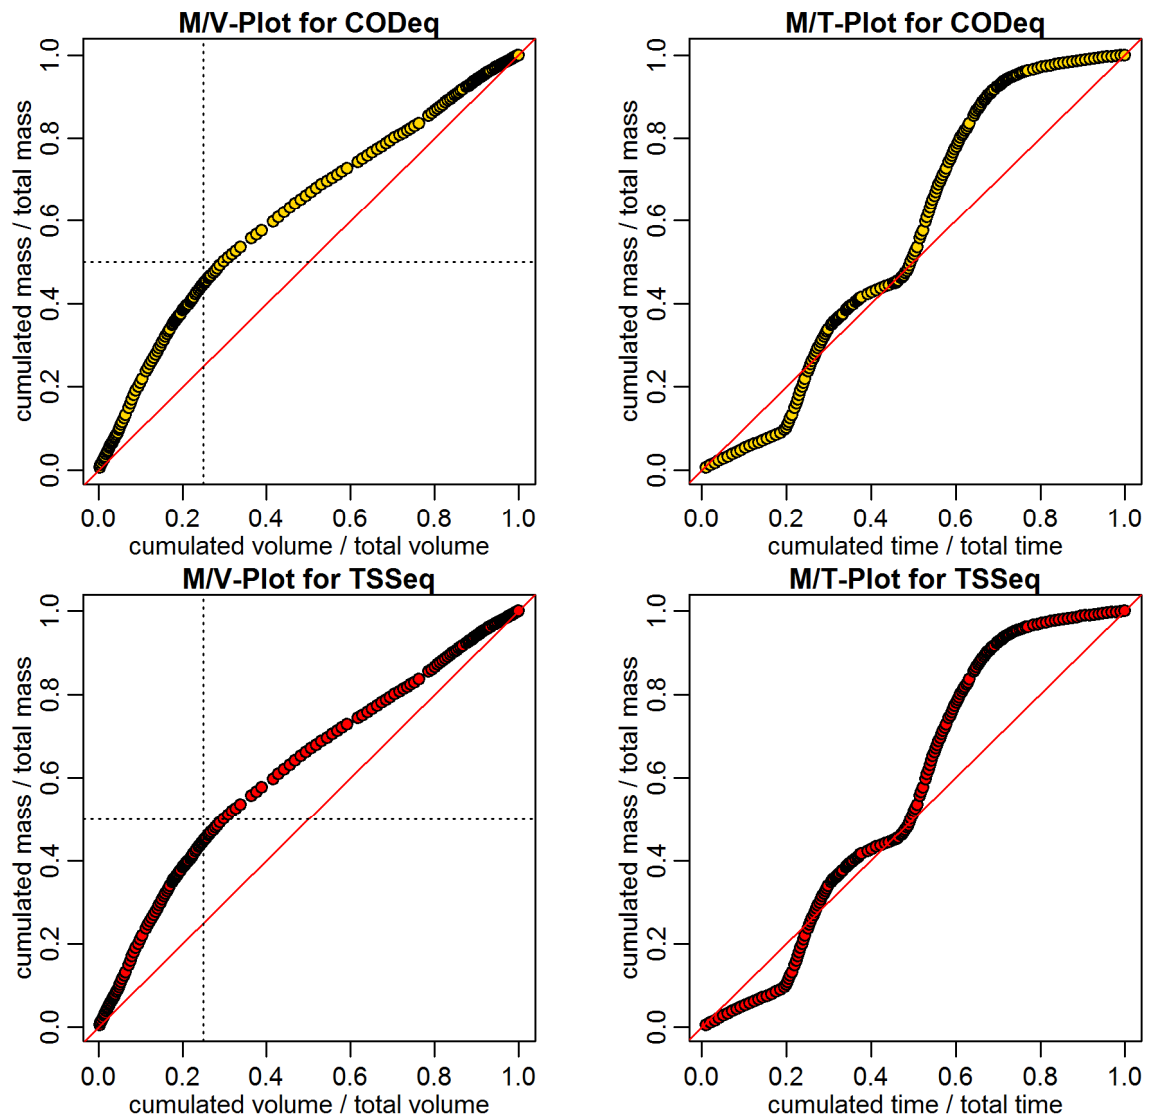 M/V-Plot for CODeq
cumulated mass / total mass
0.0 0.2 0.4 0.6 0.8 1.0
0.0 0.2 0.4 0.6 0.8 1.0
cumulated volume / total volume
M/T-Plot for CODeq
cumulated mass / total mass
0.0 0.2 0.4 0.6 0.8 1.0
0.0 0.2 0.4 0.6 0.8 1.0
cumulated time / total time
M/V-Plot for TSSeq
cumulated mass / total mass
0.0 0.2 0.4 0.6 0.8 1.0
0.0 0.2 0.4 0.6 0.8 1.0
cumulated volume / total volume
M/T-Plot for TSSeq
cumulated mass / total mass
0.0 0.2 0.4 0.6 0.8 1.0
0.0 0.2 0.4 0.6 0.8 1.0
cumulated time / total time